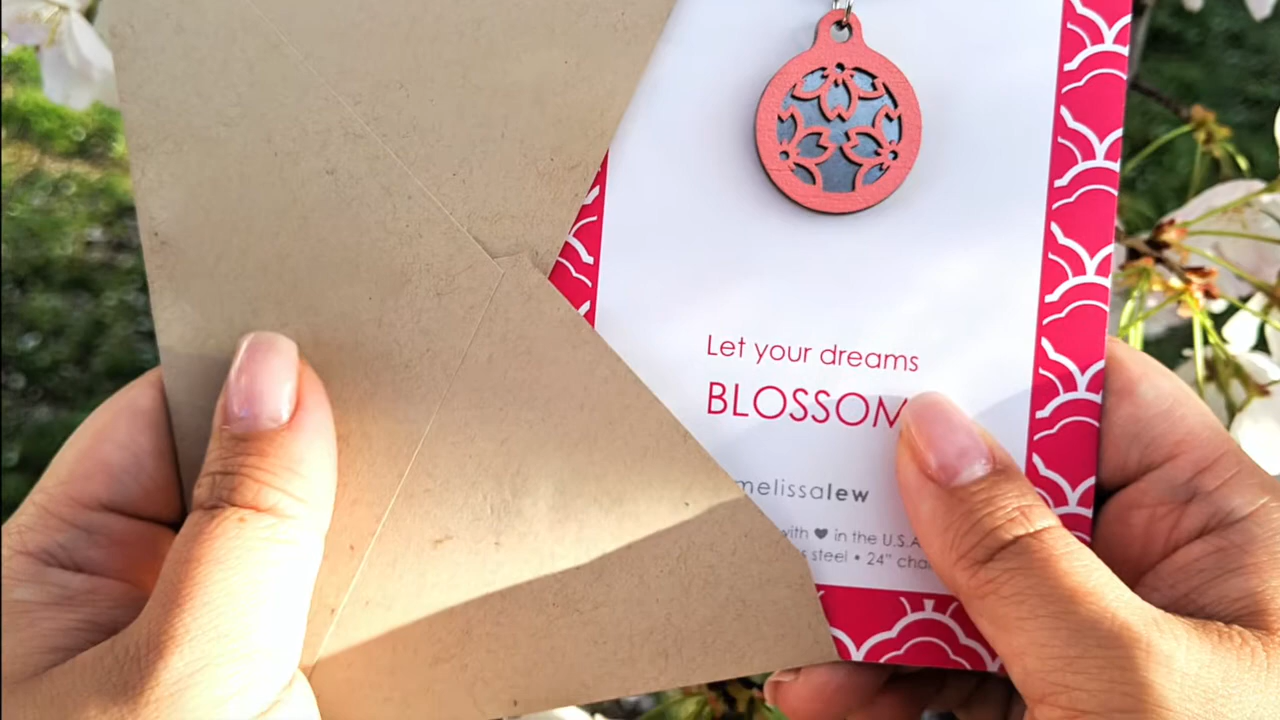 Let your dreams
BLOSSOM
melissalew
with ♥ in the U.S.A
steel • 24" cha